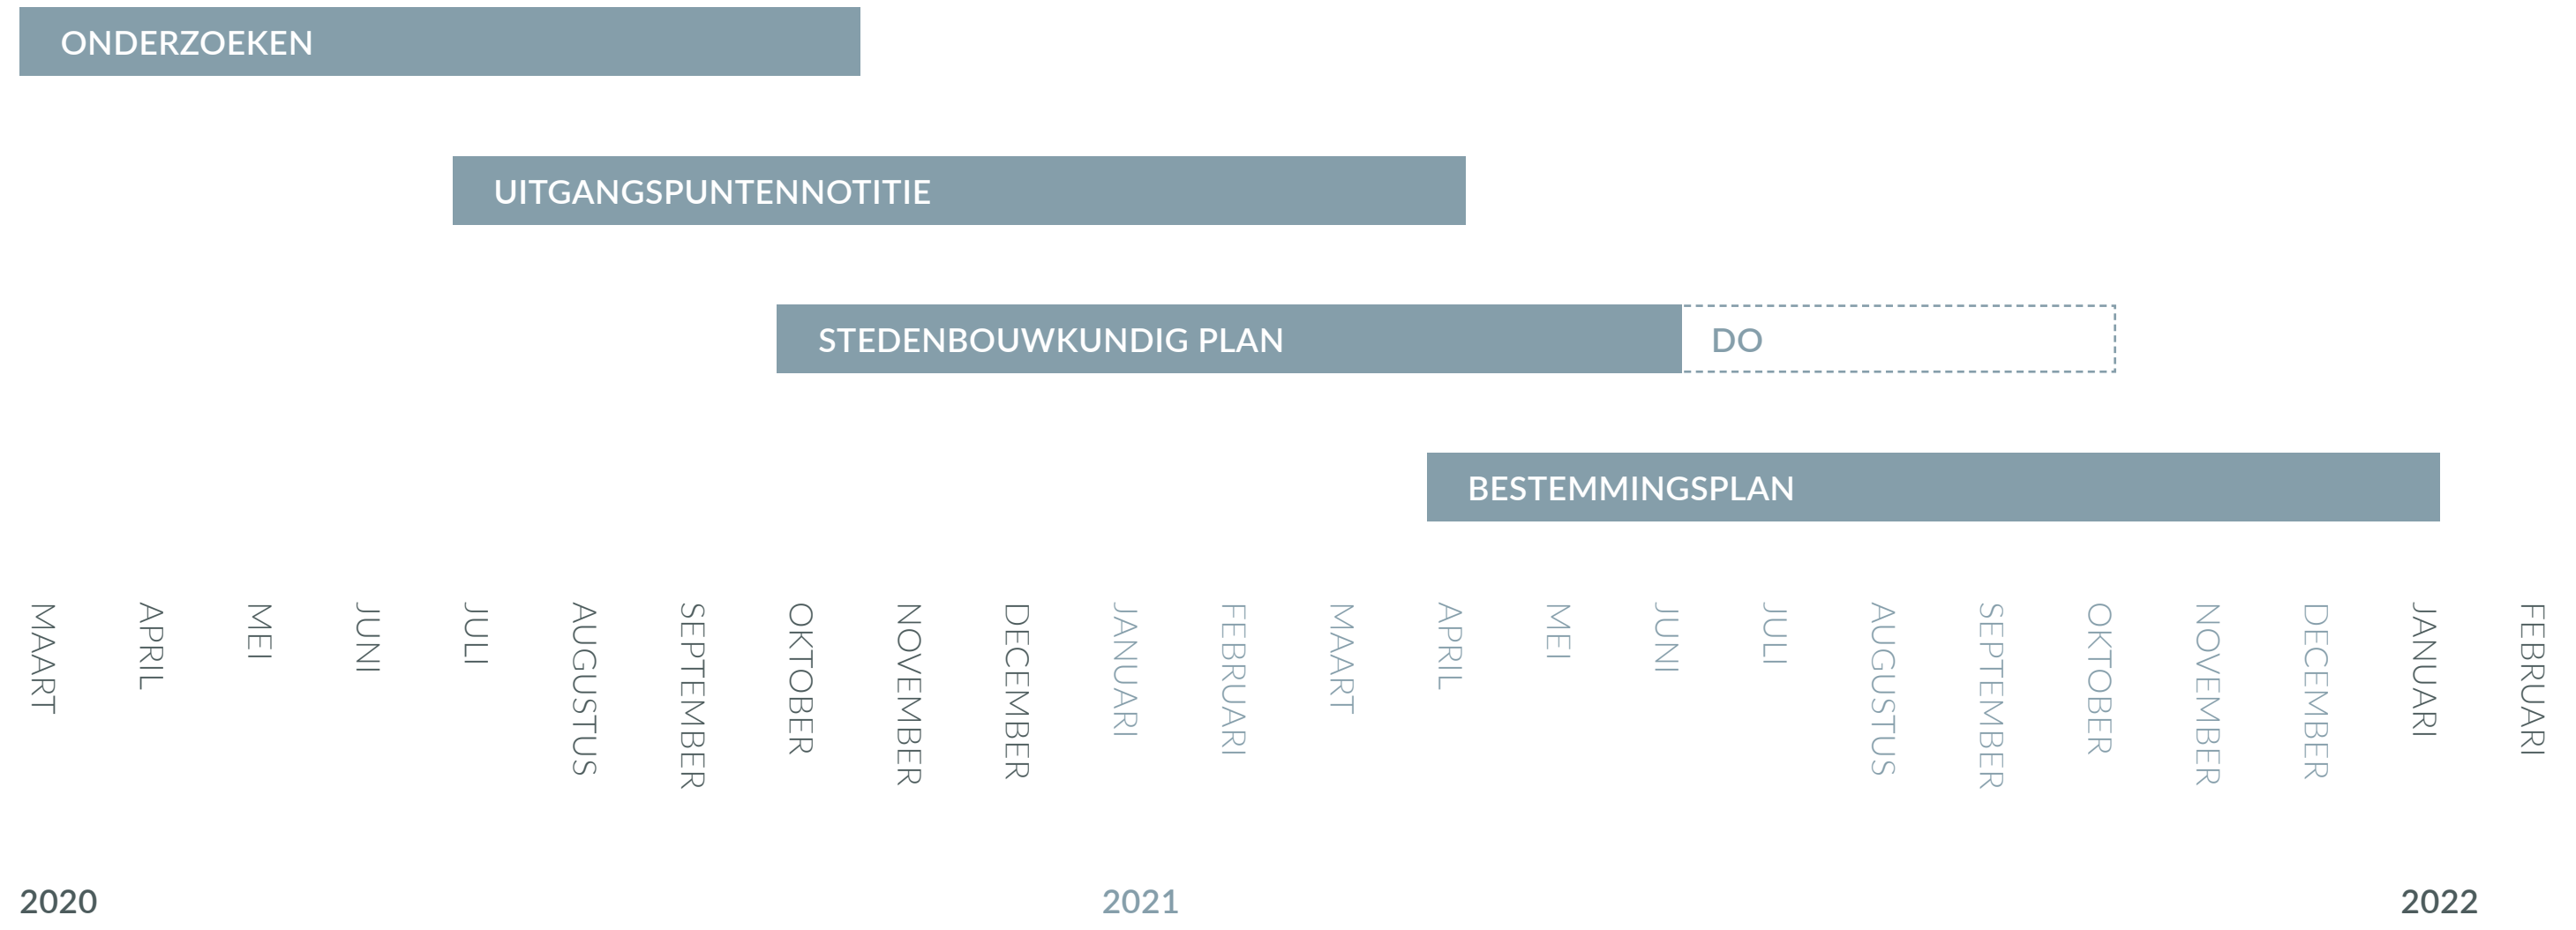 ONDERZOEKEN
UITGANGSPUNTENNOTITIE
STEDENBOUWKUNDIG PLAN
DO
BESTEMMINGSPLAN
MAART
APRIL
MEI
JUNI
JULI
AUGUSTUS
SEPTEMBER
OKTOBER
NOVEMBER
DECEMBER
JANUARI
FEBRUARI
MAART
APRIL
MEI
JUNI
JULI
AUGUSTUS
SEPTEMBER
OKTOBER
NOVEMBER
DECEMBER
JANUARI
FEBRUARI
2020
2021
2022